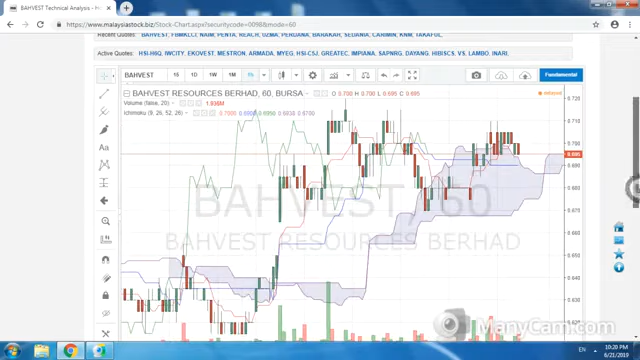 BAHVEST Technical Analysis -
https://www.malaysiastock.biz/Stock-Chart.aspx?securitycode=0098&mode=60
Recent Quotes: BAHVEST, FBMKLCI, NAIM, PENTA, REACH, UZMA, PERDANA, BARAKAH, SEDANIA, CARIMIN, KNM, TAKAFUL.
Active Quotes: HSI-H8Q, IWCITY, EKOVEST, MESTRON, ARMADA, MYEG, HSI-C5J, GREATEC, IMPIANA, SAPNRG, DAYANG, HIBISCS, VS, LAMBO, INARI.
BAHVEST 15 1D 1W 1M 1h Fundamental
BAHVEST RESOURCES BERHAD, 60, BURSA O 0.700 H 0.700 L 0.695 C 0.695
Volume (false, 20) 1.936M
Ichimoku (9, 26, 52, 26) 0.7000 0.6900 0.6950 0.6930 0.6700
0.720
0.700
0.695
0.690
0.680
0.670
0.660
0.640
0.630
0.620
BAHVEST, 60
BAHVEST RESOURCES BERHAD
ManyCam.com
EN
10:20 PM
6/21/2019